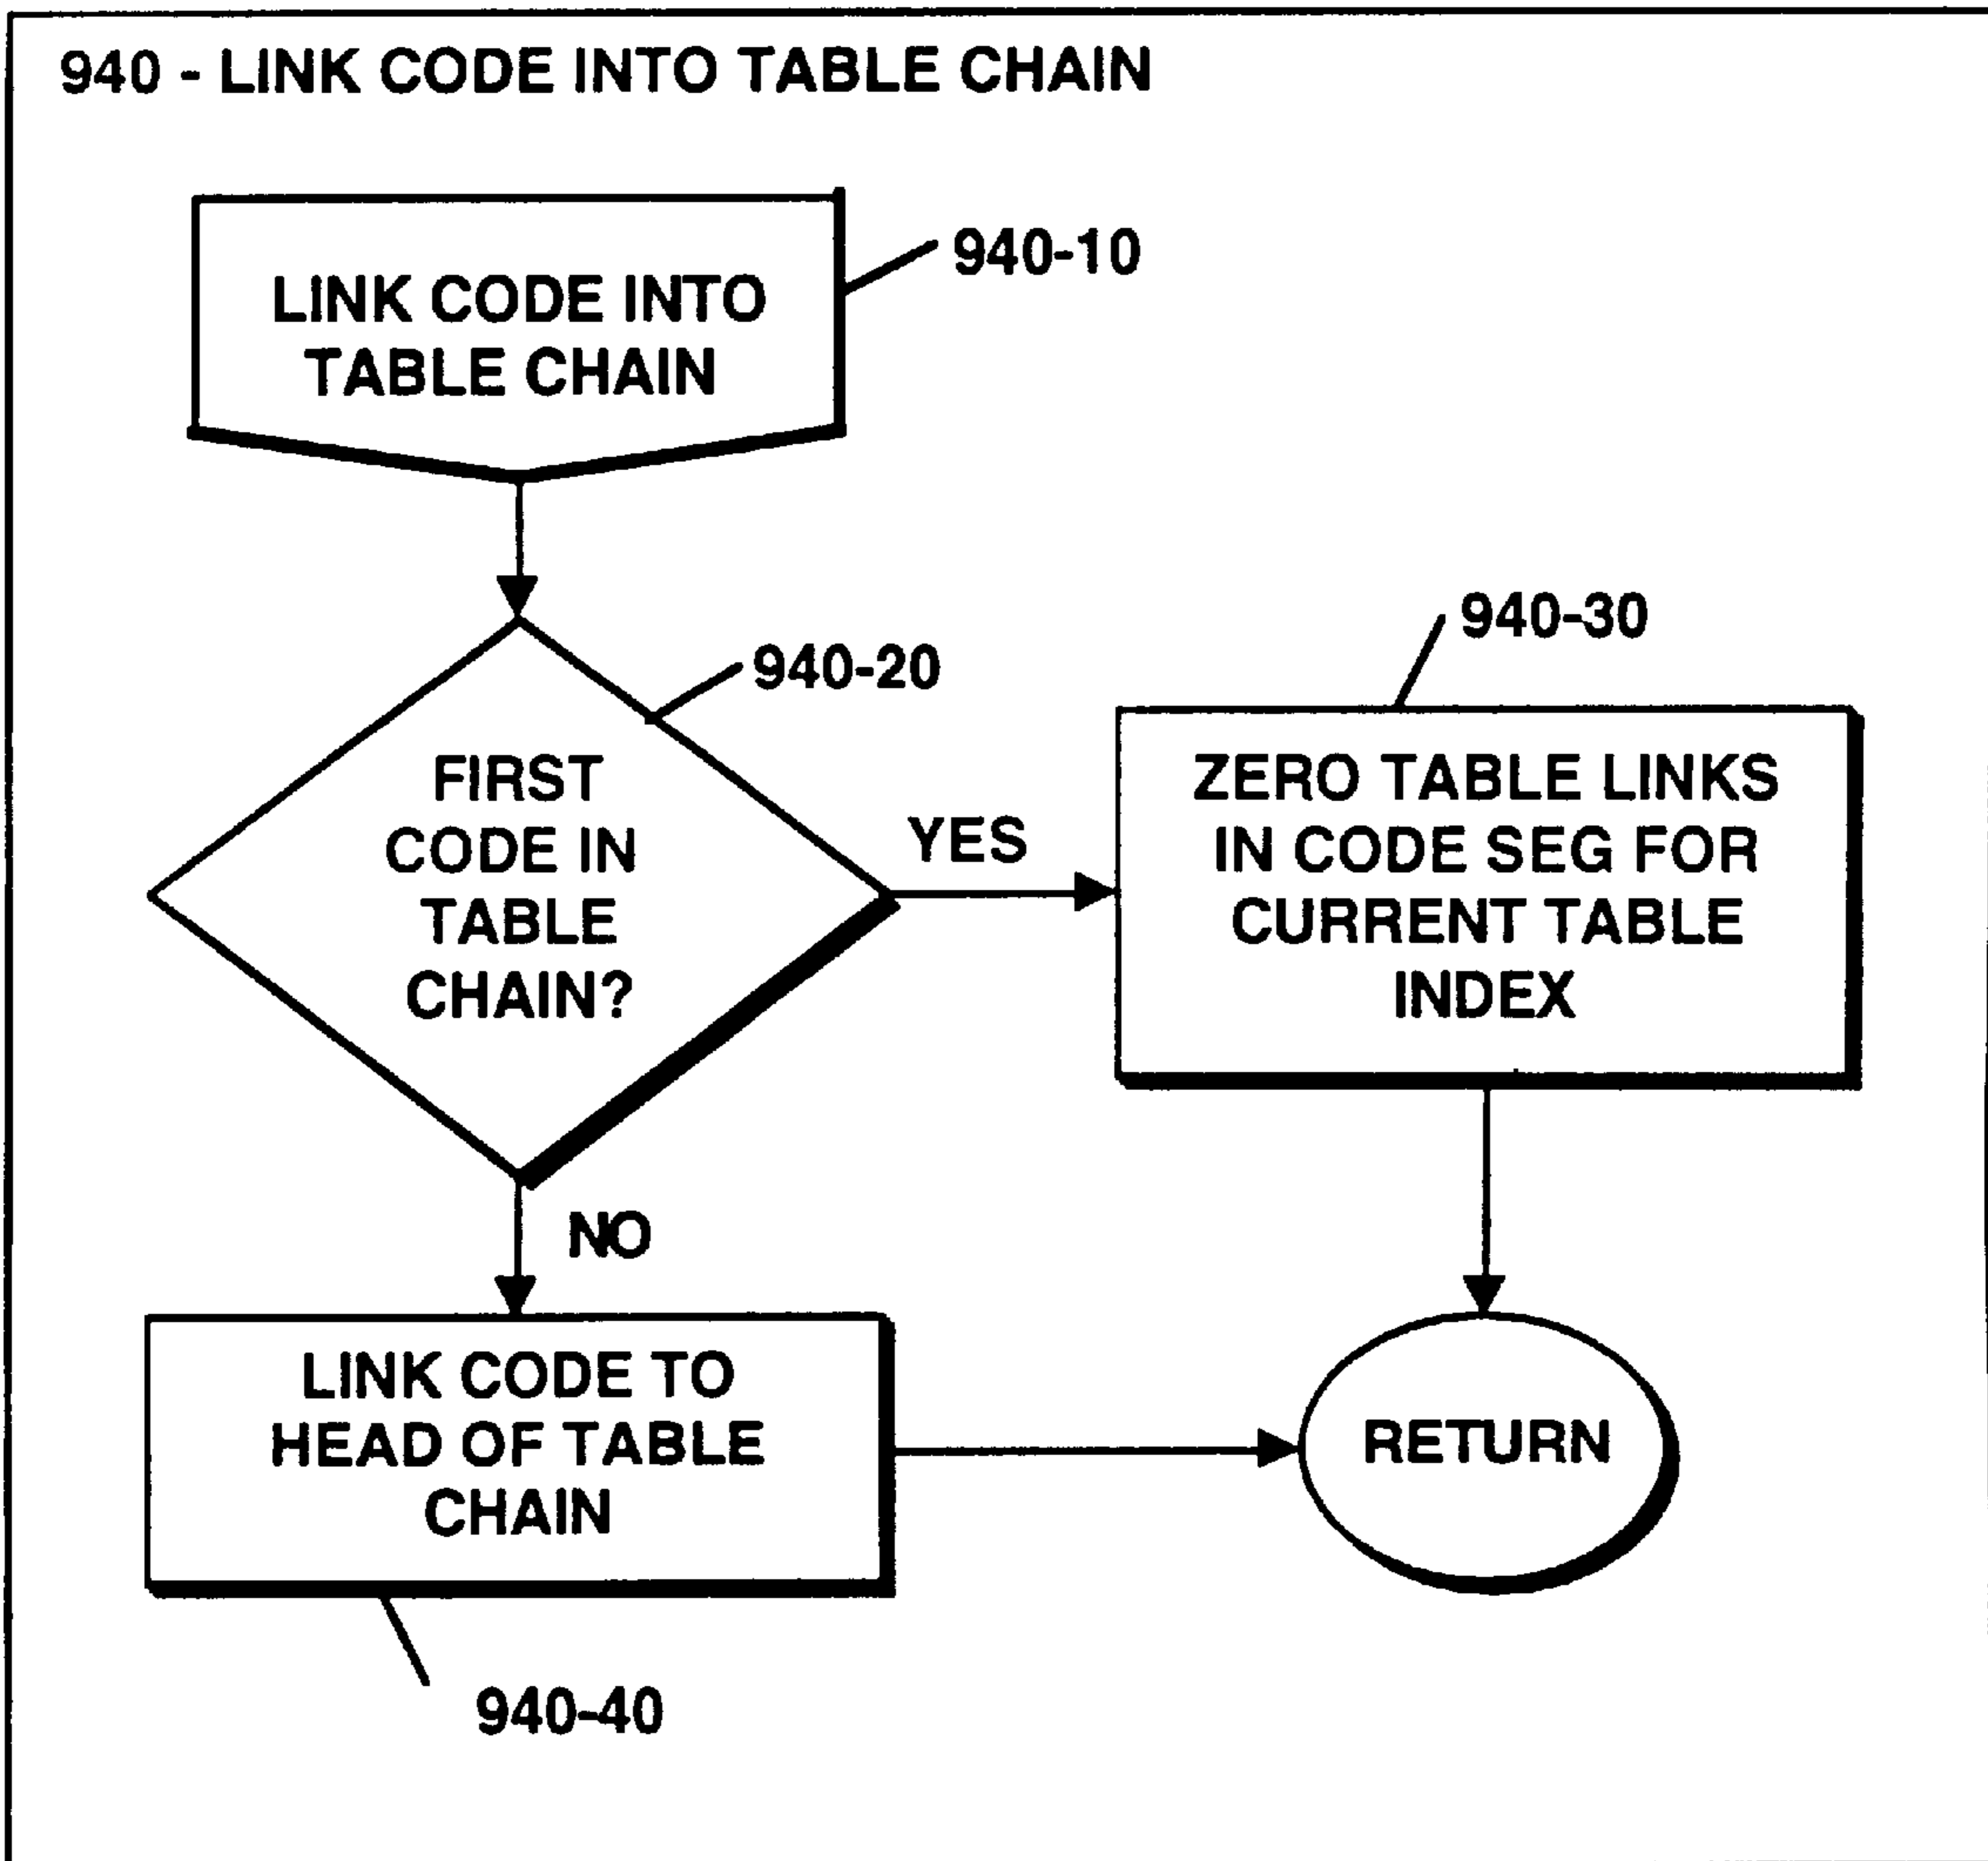 940 - LINK CODE INTO TABLE CHAIN
LINK CODE INTO
TABLE CHAIN
940-10
940-20
FIRST
CODE IN
TABLE
CHAIN?
YES
940-30
ZERO TABLE LINKS
IN CODE SEG FOR
CURRENT TABLE
INDEX
NO
LINK CODE TO
HEAD OF TABLE
CHAIN
RETURN
940-40